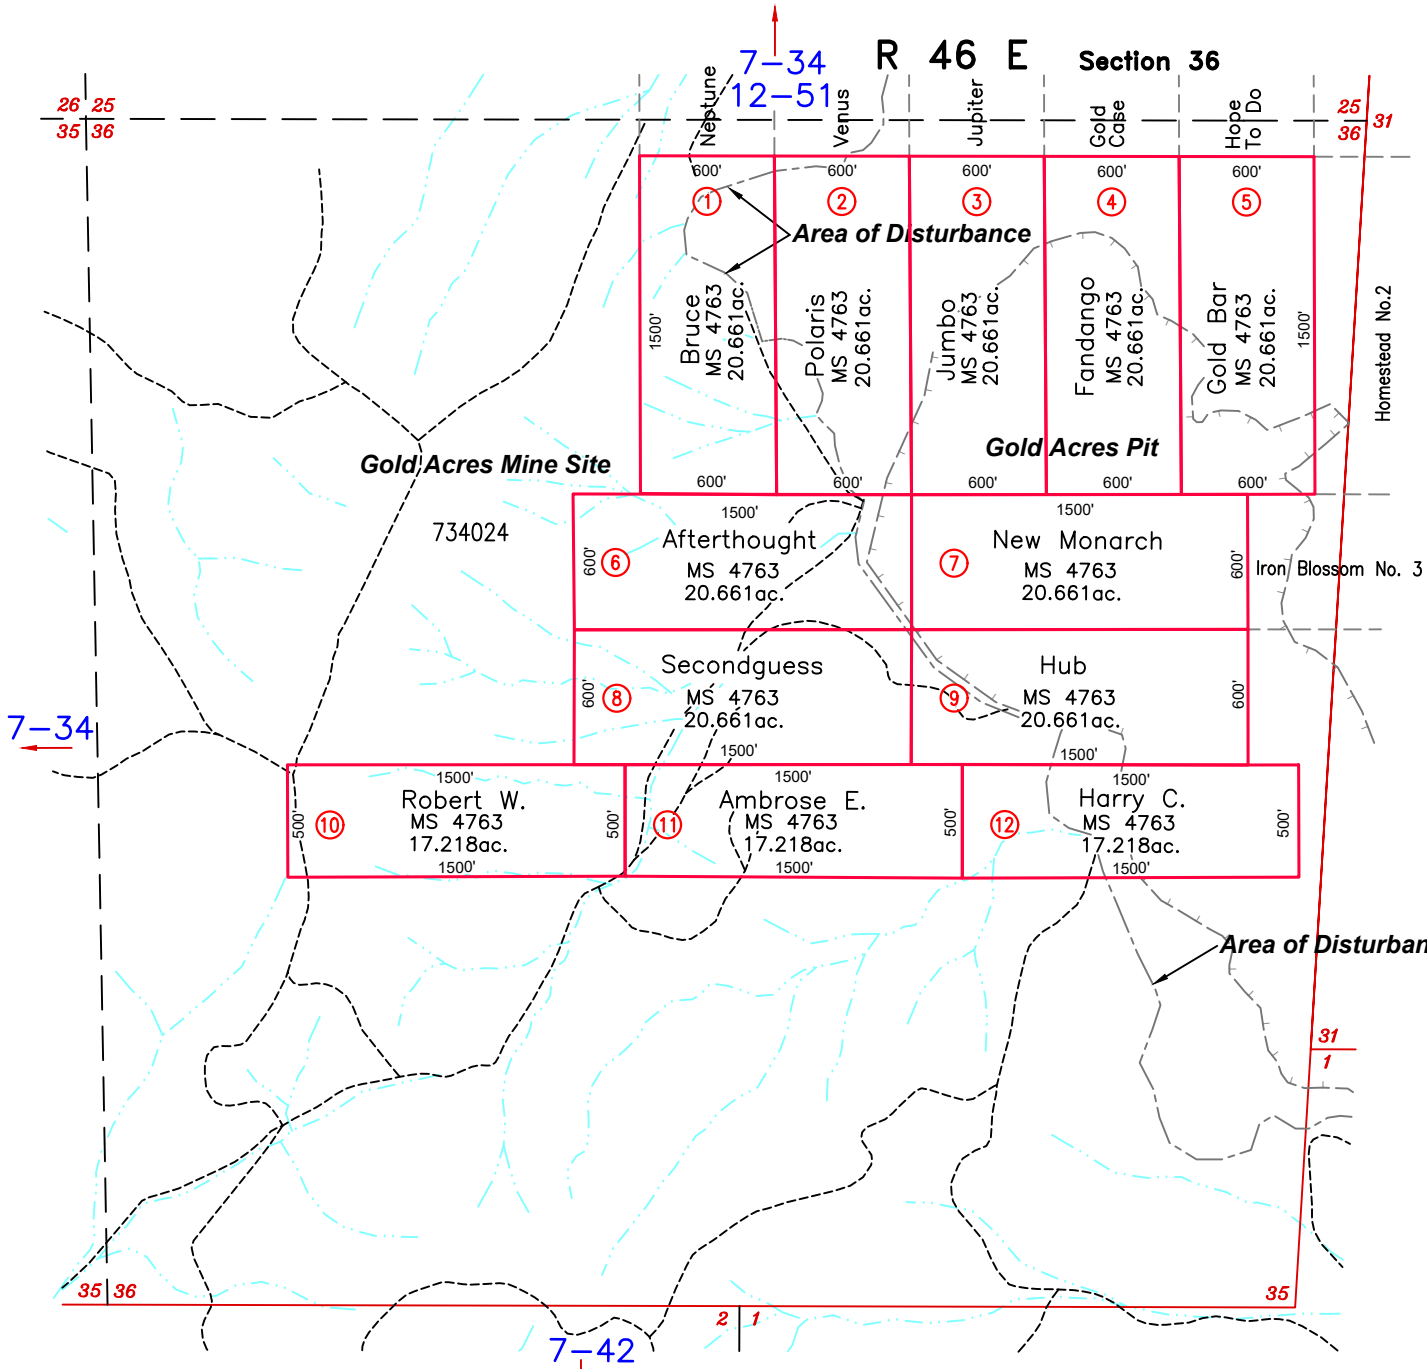 R 46 E Section 36
7-34
12-51
26 25
35 36
25
36 31
Neptune
Venus
Jupiter
Gold
Case
Hope
To Do
600' 600' 600' 600' 600'
1 2 3 4 5
Area of Disturbance
Bruce
MS 4763
20.661ac.
Polaris
MS 4763
20.661ac.
Jumbo
MS 4763
20.661ac.
Fandango
MS 4763
20.661ac.
Gold Bar
MS 4763
20.661ac.
1500'
1500'
Homestead No.2
Gold Acres Mine Site
Gold Acres Pit
600' 600' 600' 600' 600'
734024
1500'
600'
6
Afterthought
MS 4763
20.661ac.
1500'
7
New Monarch
MS 4763
20.661ac.
600'
Iron Blossom No. 3
600'
8
Secondguess
MS 4763
20.661ac.
1500'
9
Hub
MS 4763
20.661ac.
1500'
600'
7-34
1500'
500'
10
Robert W.
MS 4763
17.218ac.
1500'
500'
1500'
11
Ambrose E.
MS 4763
17.218ac.
1500'
500'
1500'
12
Harry C.
MS 4763
17.218ac.
1500'
500'
Area of Disturban
31
1
35 36
35
2 1
7-42